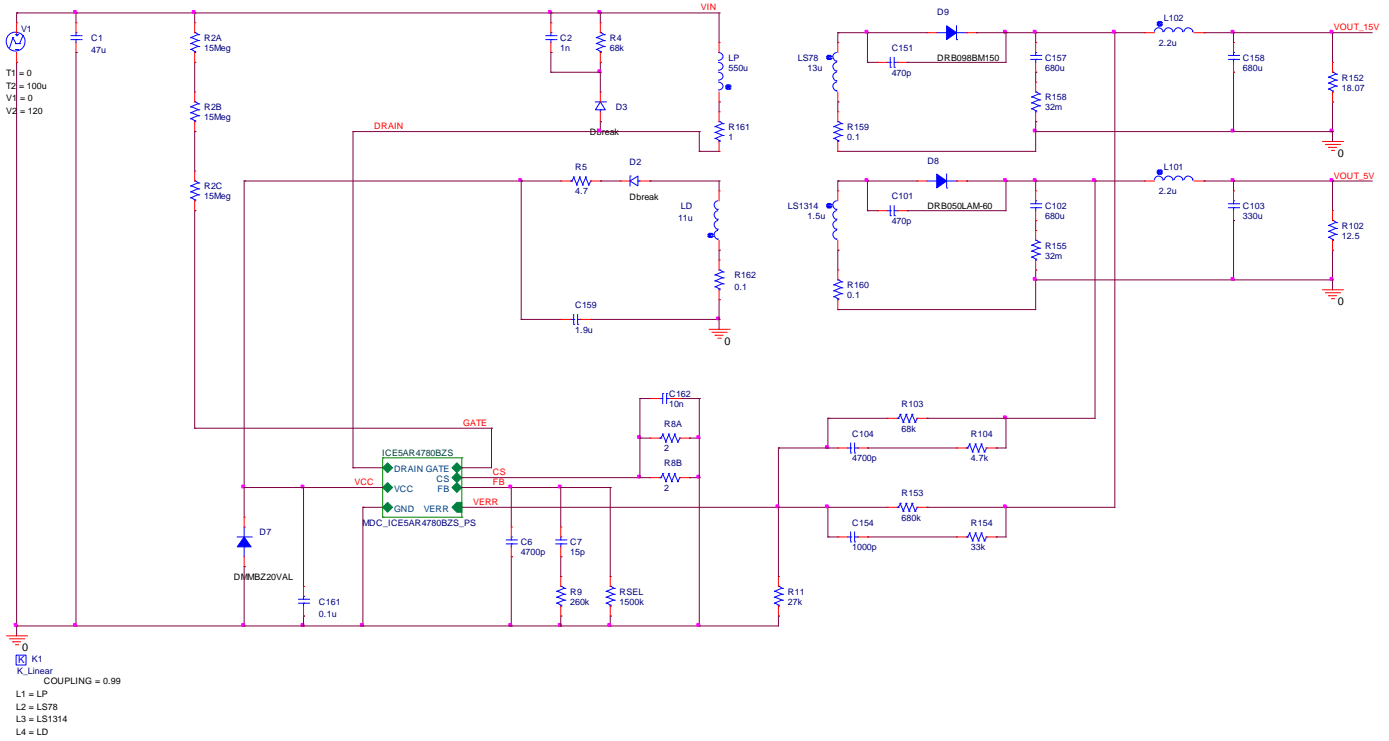 VIN
V1
T1 = 0
T2 = 100u
V1 = 0
V2 = 120
C1
47u
R2A
15Meg
R2B
15Meg
R2C
15Meg
C2
1n
R4
68k
D3
Dbreak
DRAIN
LP
550u
R161
1
R5
4.7
D2
Dbreak
LD
11u
R162
0.1
C159
1.9u
0
LS78
13u
C151
470p
D9
DRB098BM150
R159
0.1
C157
680u
R158
32m
L102
2.2u
C158
680u
VOUT_15V
R152
18.07
0
LS1314
1.5u
C101
470p
D8
DRB050LAM-60
R160
0.1
C102
680u
R155
32m
L101
2.2u
C103
330u
VOUT_5V
R102
12.5
0
GATE
ICE5AR4780BZS
DRAIN GATE
CS
VCC FB
GND VERR
MDC_ICE5AR4780BZS_PS
VCC
CS
FB
VERR
C162
10n
R8A
2
R8B
2
R103
68k
C104
4700p
R104
4.7k
R153
680k
C154
1000p
R154
33k
D7
DMMBZ20VAL
C161
0.1u
C6
4700p
C7
15p
R9
260k
RSEL
1500k
R11
27k
0
K K1
K_Linear
COUPLING = 0.99
L1 = LP
L2 = LS78
L3 = LS1314
L4 = LD